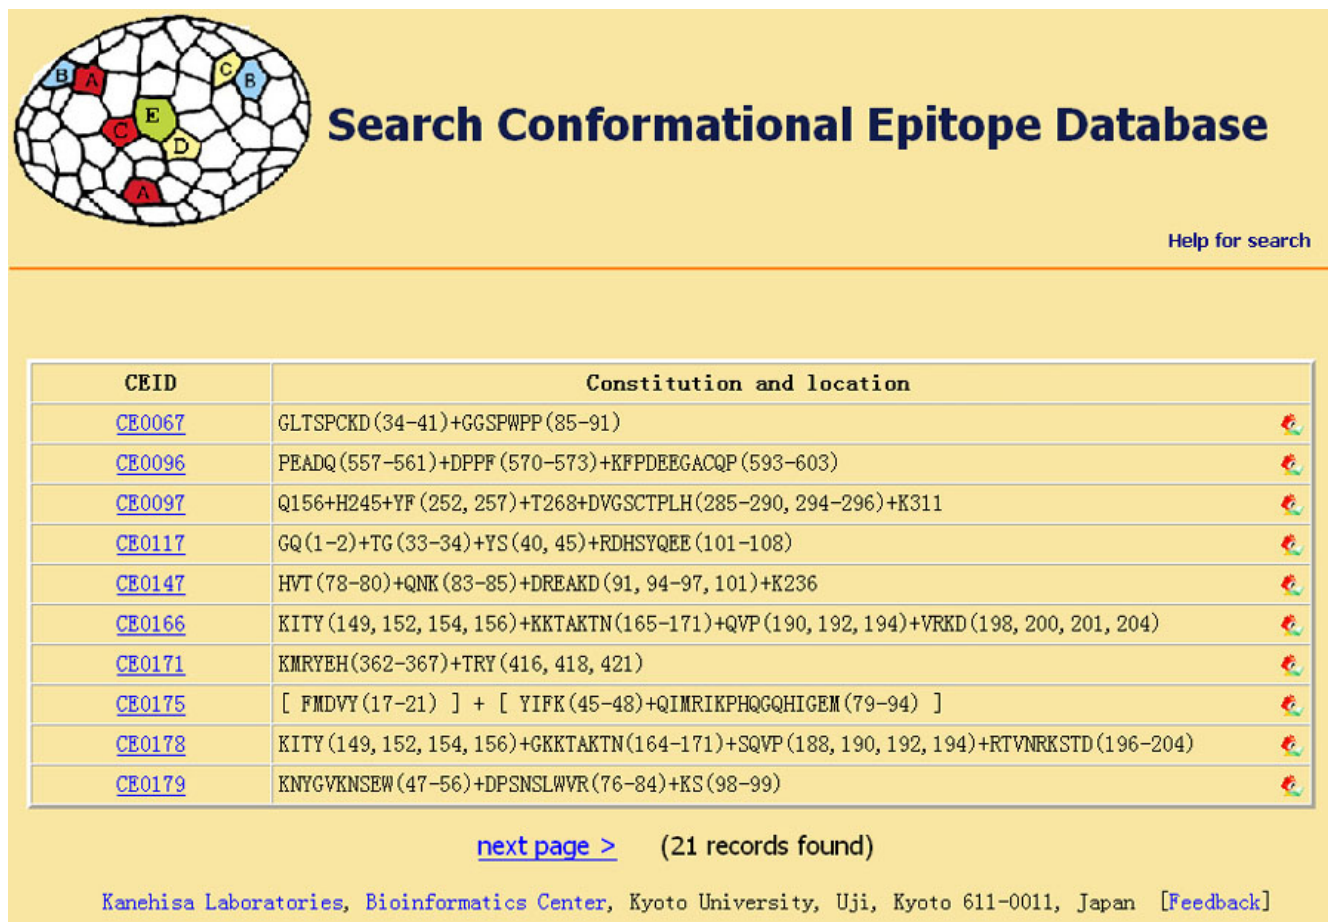 B A C B
E
C
D
A
Search Conformational Epitope Database
Help for search
CEID Constitution and location
CE0067 GLTSPCKD(34-41)+GGSPWPP(85-91)
CE0096 PEADQ(557-561)+DPPF(570-573)+KFPDEEGACQP(593-603)
CE0097 Q156+H245+YF(252,257)+T268+DVGSCTPLH(285-290,294-296)+K311
CE0117 GQ(1-2)+TG(33-34)+YS(40,45)+RDHSYQEE(101-108)
CE0147 HVT(78-80)+QNK(83-85)+DREAKD(91,94-97,101)+K236
CE0166 KITY(149,152,154,156)+KKTAKTN(165-171)+QVP(190,192,194)+VRKD(198,200,201,204)
CE0171 KMRYEH(362-367)+TRY(416,418,421)
CE0175 [ FMDVY(17-21) ] + [ YIFK(45-48)+QIMRIKPHQGQHIGEM(79-94) ]
CE0178 KITY(149,152,154,156)+GKKTAKTN(164-171)+SQVP(188,190,192,194)+RTVNRKSTD(196-204)
CE0179 KNYGVKNSEW(47-56)+DPSNSLWVR(76-84)+KS(98-99)
next page > (21 records found)
Kanehisa Laboratories, Bioinformatics Center, Kyoto University, Uji, Kyoto 611-0011, Japan [Feedback]